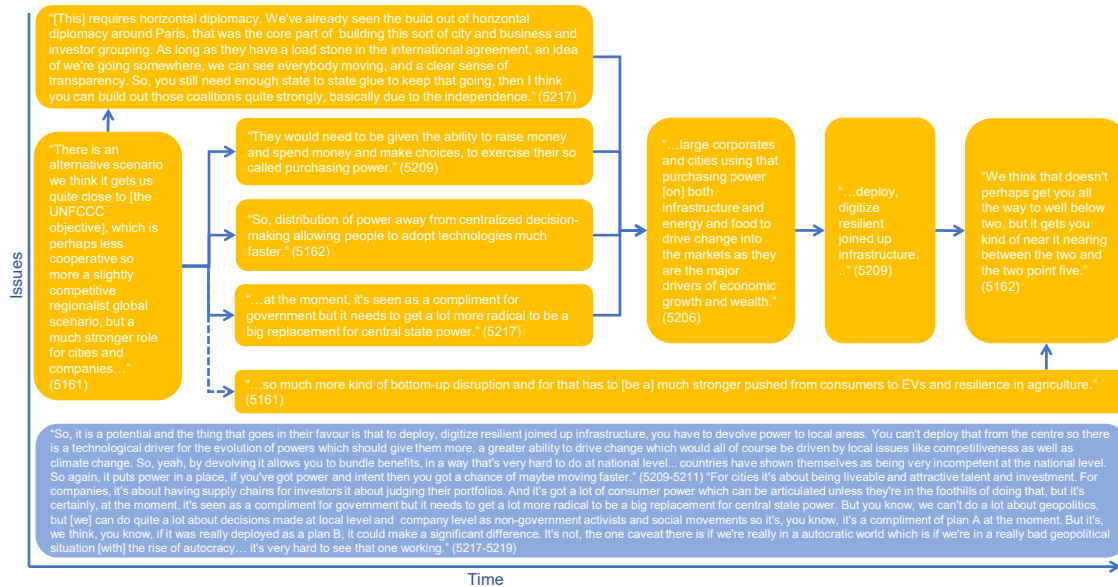 “[This] requires horizontal diplomacy. We've already seen the build out of horizontal
diplomacy around Paris, that was the core part of building this sort of city and business and
investor grouping. As long as they have a load stone in the international agreement, an idea
of we're going somewhere, we can see everybody moving, and a clear sense of
transparency. So, you still need enough state to state glue to keep that going, then I think
you can build out those coalitions quite strongly, basically due to the independence.” (5217)
“There is an
alternative scenario
we think it gets us
quite close to [the
UNFCCC
objective], which is
perhaps less
cooperative so
more a slightly
competitive
regionalist global
scenario, but a
much stronger role
for cities and
companies…”
(5161)
“They would need to be given the ability to raise money
and spend money and make choices, to exercise their so
called purchasing power.” (5209)
“So, distribution of power away from centralized decision-
making allowing people to adopt technologies much
faster.” (5162)
“…at the moment, it's seen as a compliment for
government but it needs to get a lot more radical to be a
big replacement for central state power.” (5217)
“…large corporates
and cities using that
purchasing power
[on] both
infrastructure and
energy and food to
drive change into
the markets as they
are the major
drivers of economic
growth and wealth.”
(5206)
“…deploy,
digitize
resilient
joined up
infrastructure.
..” (5209)
“We think that doesn't
perhaps get you all
the way to well below
two, but it gets you
kind of near it nearing
between the two and
the two point five.”
(5162)
“…so much more kind of bottom-up disruption and for that has to [be a] much stronger pushed from consumers to EVs and resilience in agriculture.”
(5161)
“So, it is a potential and the thing that goes in their favour is that to deploy, digitize resilient joined up infrastructure, you have to devolve power to local areas. You can't deploy that from the centre so there
is a technological driver for the evolution of powers which should give them more, a greater ability to drive change which would all of course be driven by local issues like competitiveness as well as
climate change. So, yeah, by devolving it allows you to bundle benefits, in a way that's very hard to do at national level... countries have shown themselves as being very incompetent at the national level.
So again, it puts power in a place, if you've got power and intent then you got a chance of maybe moving faster.” (5209-5211) “For cities it's about being liveable and attractive talent and investment. For
companies, it's about having supply chains for investors it about judging their portfolios. And it's got a lot of consumer power which can be articulated unless they're in the foothills of doing that, but it's
certainly, at the moment, it's seen as a compliment for government but it needs to get a lot more radical to be a big replacement for central state power. But you know, we can't do a lot about geopolitics,
but [we] can do quite a lot about decisions made at local level and company level as non-government activists and social movements so it's, you know, it's a compliment of plan A at the moment. But it's,
we think, you know, if it was really deployed as a plan B, it could make a significant difference. It's not, the one caveat there is if we're really in a autocratic world which is if we're in a really bad geopolitical
situation [with] the rise of autocracy… it's very hard to see that one working.” (5217-5219)
Issues
Time